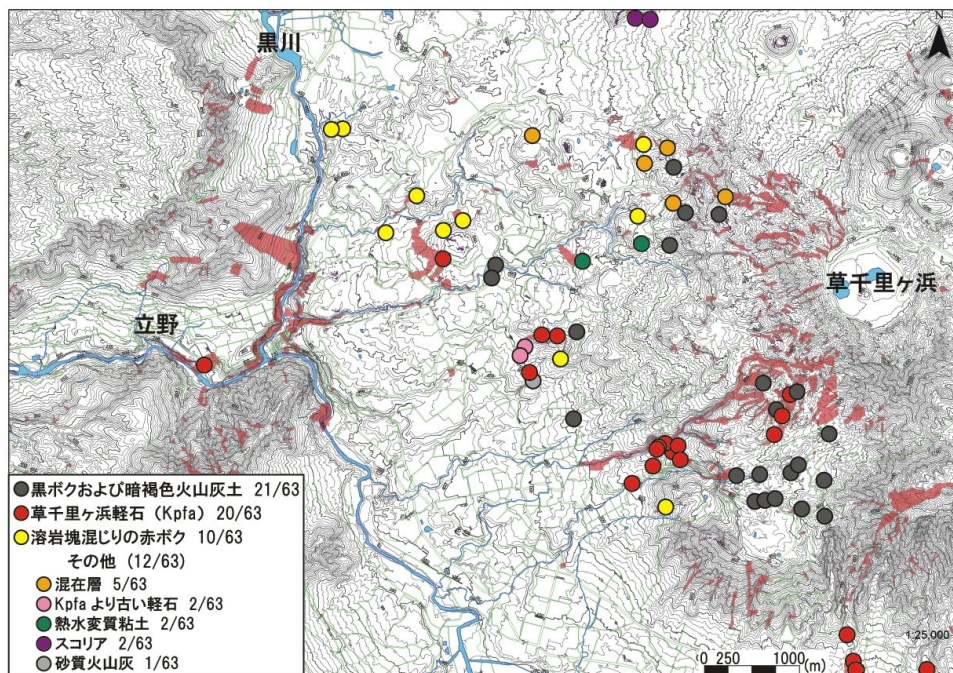 N
黒川
草千里ヶ浜
立野
黒ボクおよび暗褐色火山灰土 21/63
草千里ヶ浜軽石（Kpfa） 20/63
溶岩塊混じりの赤ボク 10/63
その他 (12/63)
混在層 5/63
Kpfaより古い軽石 2/63
熱水変質粘土 2/63
スコリア 2/63
砂質火山灰 1/63
1:25,000
0 250 1000(m)